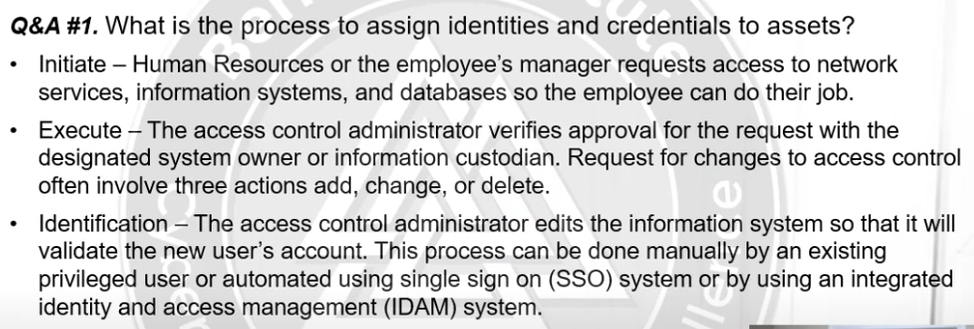 Q&A #1. What is the process to assign identities and credentials to assets?
• Initiate – Human Resources or the employee's manager requests access to network
services, information systems, and databases so the employee can do their job.
• Execute – The access control administrator verifies approval for the request with the
designated system owner or information custodian. Request for changes to access control
often involve three actions add, change, or delete.
• Identification – The access control administrator edits the information system so that it will
validate the new user's account. This process can be done manually by an existing
privileged user or automated using single sign on (SSO) system or by using an integrated
identity and access management (IDAM) system.